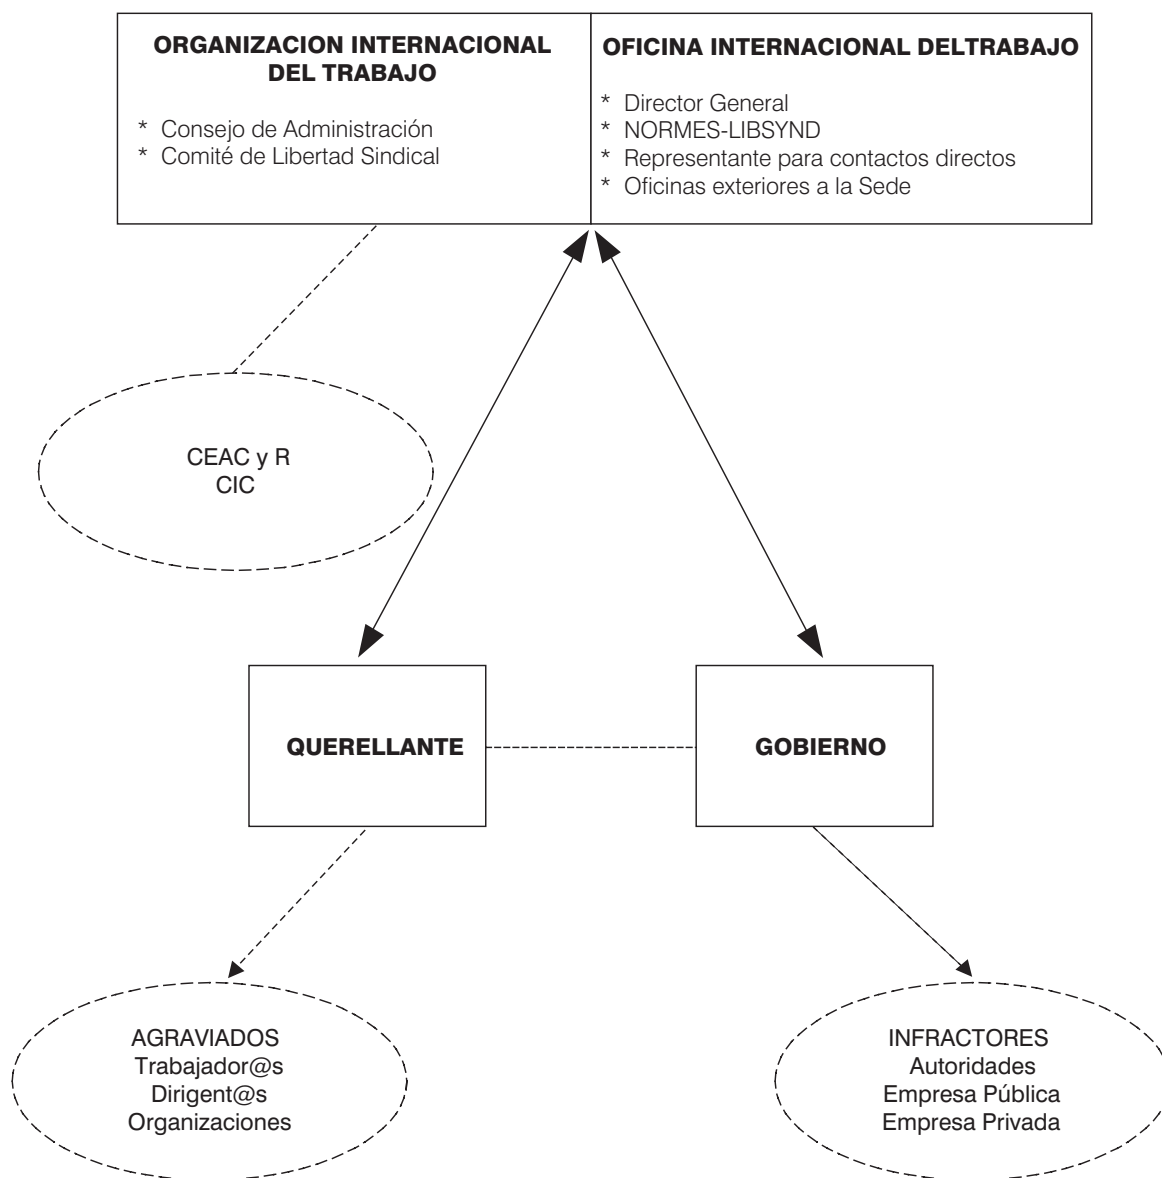 ORGANIZACION INTERNACIONAL
DEL TRABAJO
* Consejo de Administración
* Comité de Libertad Sindical
OFICINA INTERNACIONAL DELTRABAJO
* Director General
* NORMES-LIBSYND
* Representante para contactos directos
* Oficinas exteriores a la Sede
CEAC y R
CIC
QUERELLANTE
GOBIERNO
AGRAVIADOS
Trabajador@s
Dirigent@s
Organizaciones
INFRACTORES
Autoridades
Empresa Pública
Empresa Privada